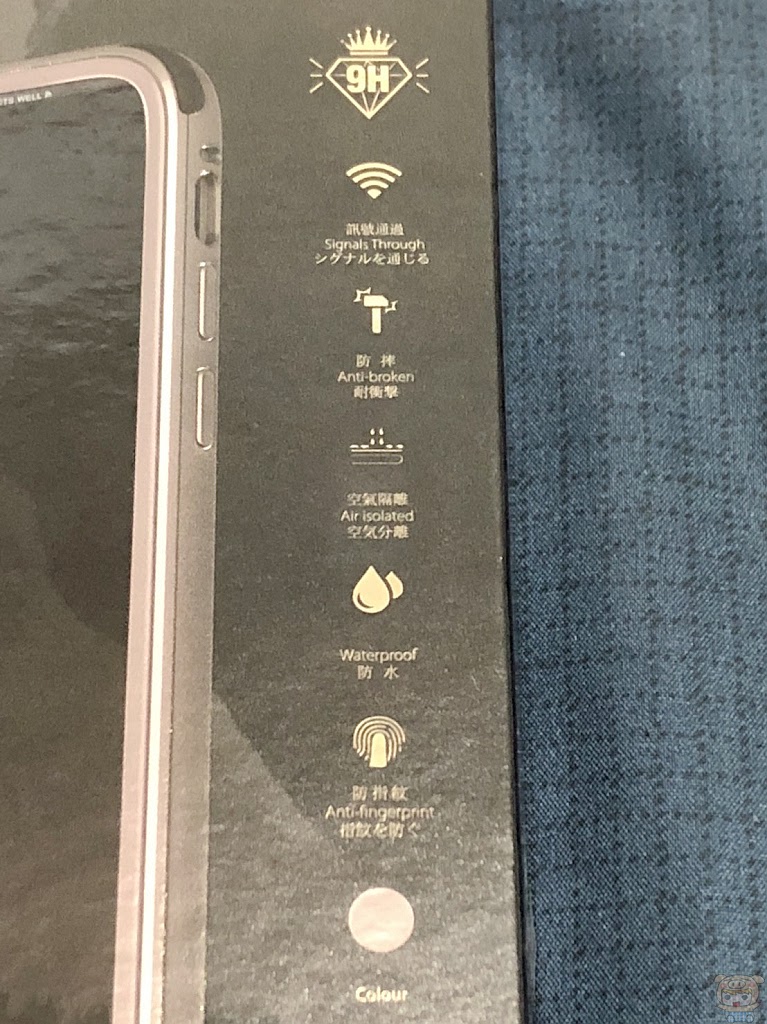 9H
訊號通過
Signals Through
シグナルを通じる
防 摔
Anti-broken
耐衝撃
空氣隔離
Air isolated
空気分離
Waterproof
防 水
防指紋
Anti-fingerprint
指紋を防ぐ
Colour